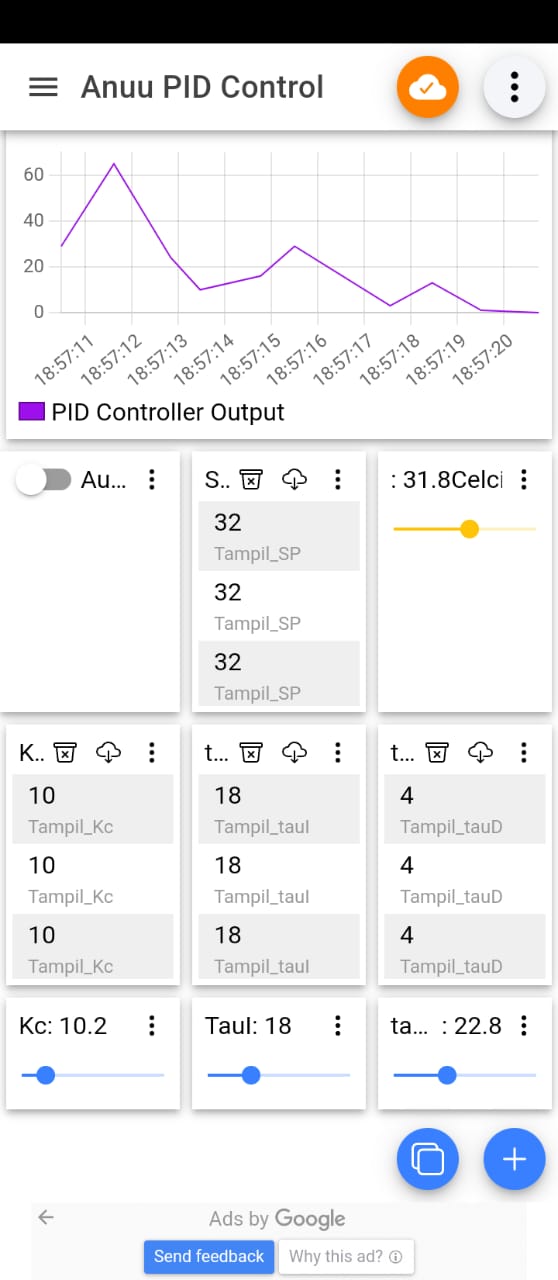 Anuu PID Control
60
40
20
0
18:57:11 18:57:12 18:57:13 18:57:14 18:57:15 18:57:16 18:57:17 18:57:18 18:57:19 18:57:20
PID Controller Output
Au... S.. : 31.8Celci
32
Tampil_SP
32
Tampil_SP
32
Tampil_SP
K.. t... t...
10 18 4
Tampil_Kc Tampil_tauI Tampil_tauD
10 18 4
Tampil_Kc Tampil_tauI Tampil_tauD
10 18 4
Tampil_Kc Tampil_tauI Tampil_tauD
Kc: 10.2 TauI: 18 ta... : 22.8
Ads by Google
Send feedback Why this ad?